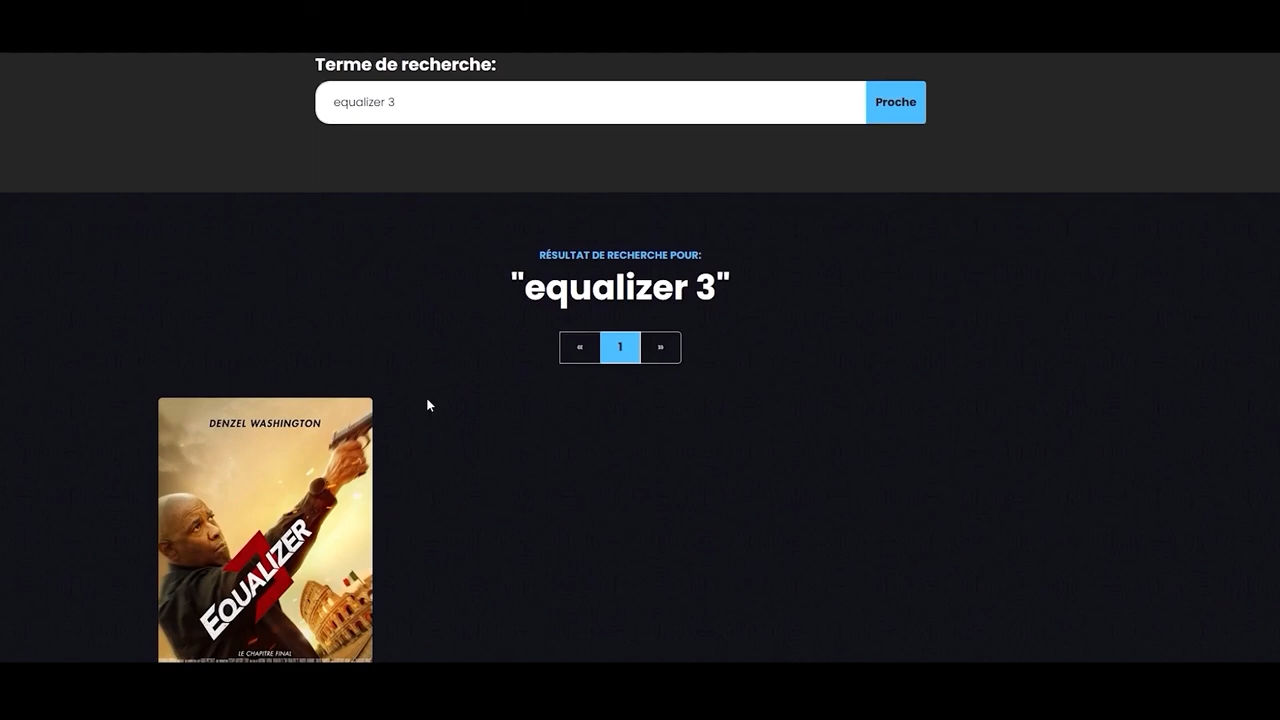 Terme de recherche:
equalizer 3
Proche
RÉSULTAT DE RECHERCHE POUR:
"equalizer 3"
« 1 »
DENZEL WASHINGTON
EQUALIZER
3
LE CHAPITRE FINAL